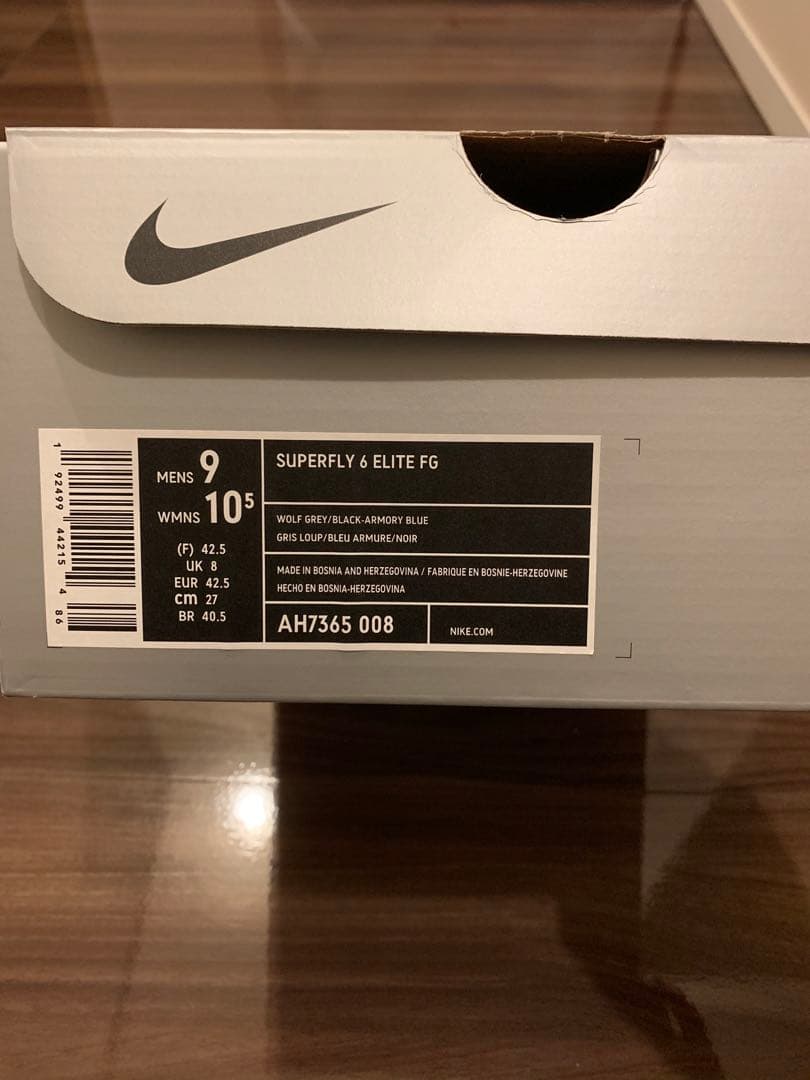 1 92499 44215 4 86
MENS 9
WMNS 10⁵
(F) 42.5
UK 8
EUR 42.5
cm 27
BR 40.5
SUPERFLY 6 ELITE FG
WOLF GREY/BLACK-ARMORY BLUE
GRIS LOUP/BLEU ARMURE/NOIR
MADE IN BOSNIA AND HERZEGOVINA / FABRIQUE EN BOSNIE-HERZEGOVINE
HECHO EN BOSNIA-HERZEGOVINA
AH7365 008
NIKE.COM